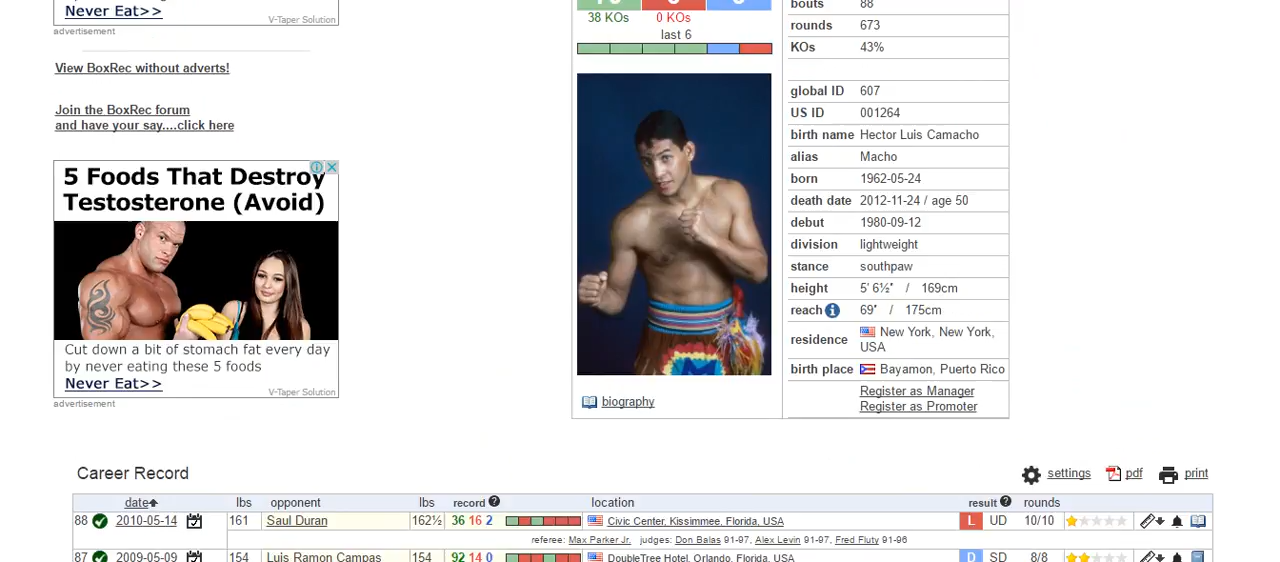 Never Eat>>
V-Taper Solution
advertisement
View BoxRec without adverts!
Join the BoxRec forum
and have your say....click here
5 Foods That Destroy
Testosterone (Avoid)
Cut down a bit of stomach fat every day
by never eating these 5 foods
Never Eat>>
V-Taper Solution
advertisement
38 KOs 0 KOs
last 6
biography
bouts 88
rounds 673
KOs 43%
global ID 607
US ID 001264
birth name Hector Luis Camacho
alias Macho
born 1962-05-24
death date 2012-11-24 / age 50
debut 1980-09-12
division lightweight
stance southpaw
height 5′ 6½″ / 169cm
reach 69″ / 175cm
residence New York, New York,
USA
birth place Bayamon, Puerto Rico
Register as Manager
Register as Promoter
Career Record settings pdf print
date lbs opponent lbs record location result rounds
88 2010-05-14 161 Saul Duran 162½ 36 16 2 Civic Center, Kissimmee, Florida, USA L UD 10/10
referee: Max Parker Jr. judges: Don Balas 91-97, Alex Levin 91-97, Fred Fluty 91-96
87 2009-05-09 154 Luis Ramon Campas 154 92 14 0 DoubleTree Hotel, Orlando, Florida, USA D SD 8/8